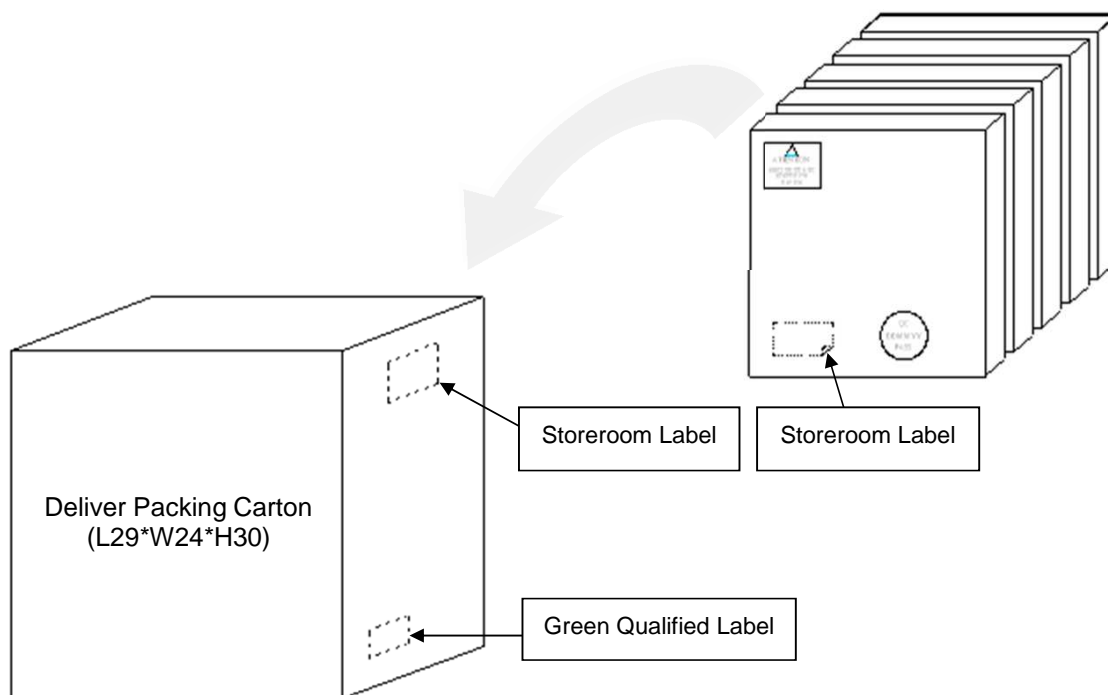 Storeroom Label
Storeroom Label
Deliver Packing Carton
(L29*W24*H30)
Green Qualified Label